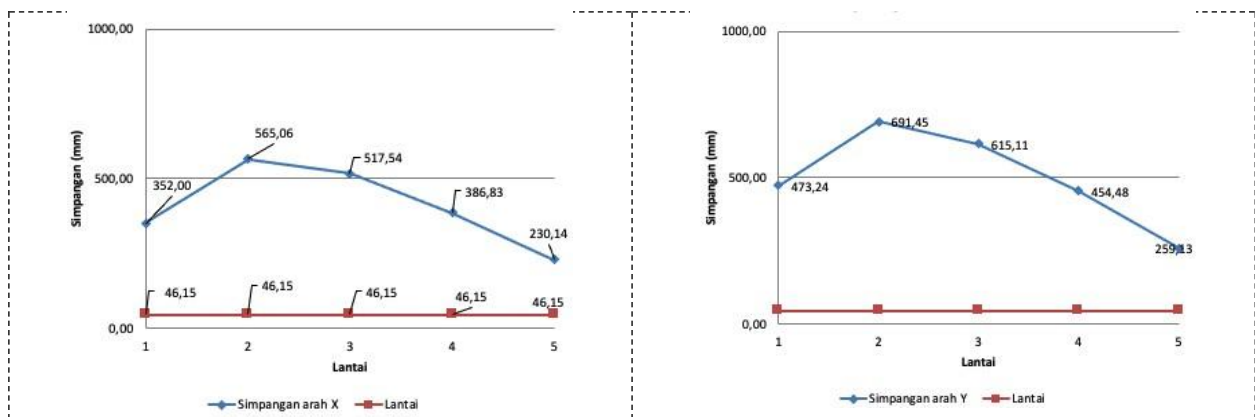 1000,00
500,00
0,00
Simpangan (mm)
352,00
565,06
517,54
386,83
230,14
46,15
46,15
46,15
46,15
46,15
1 2 3 4 5
Lantai
Simpangan arah X Lantai
1000,00
500,00
0,00
Simpangan (mm)
473,24
691,45
615,11
454,48
259,13
1 2 3 4 5
Lantai
Simpangan arah Y Lantai